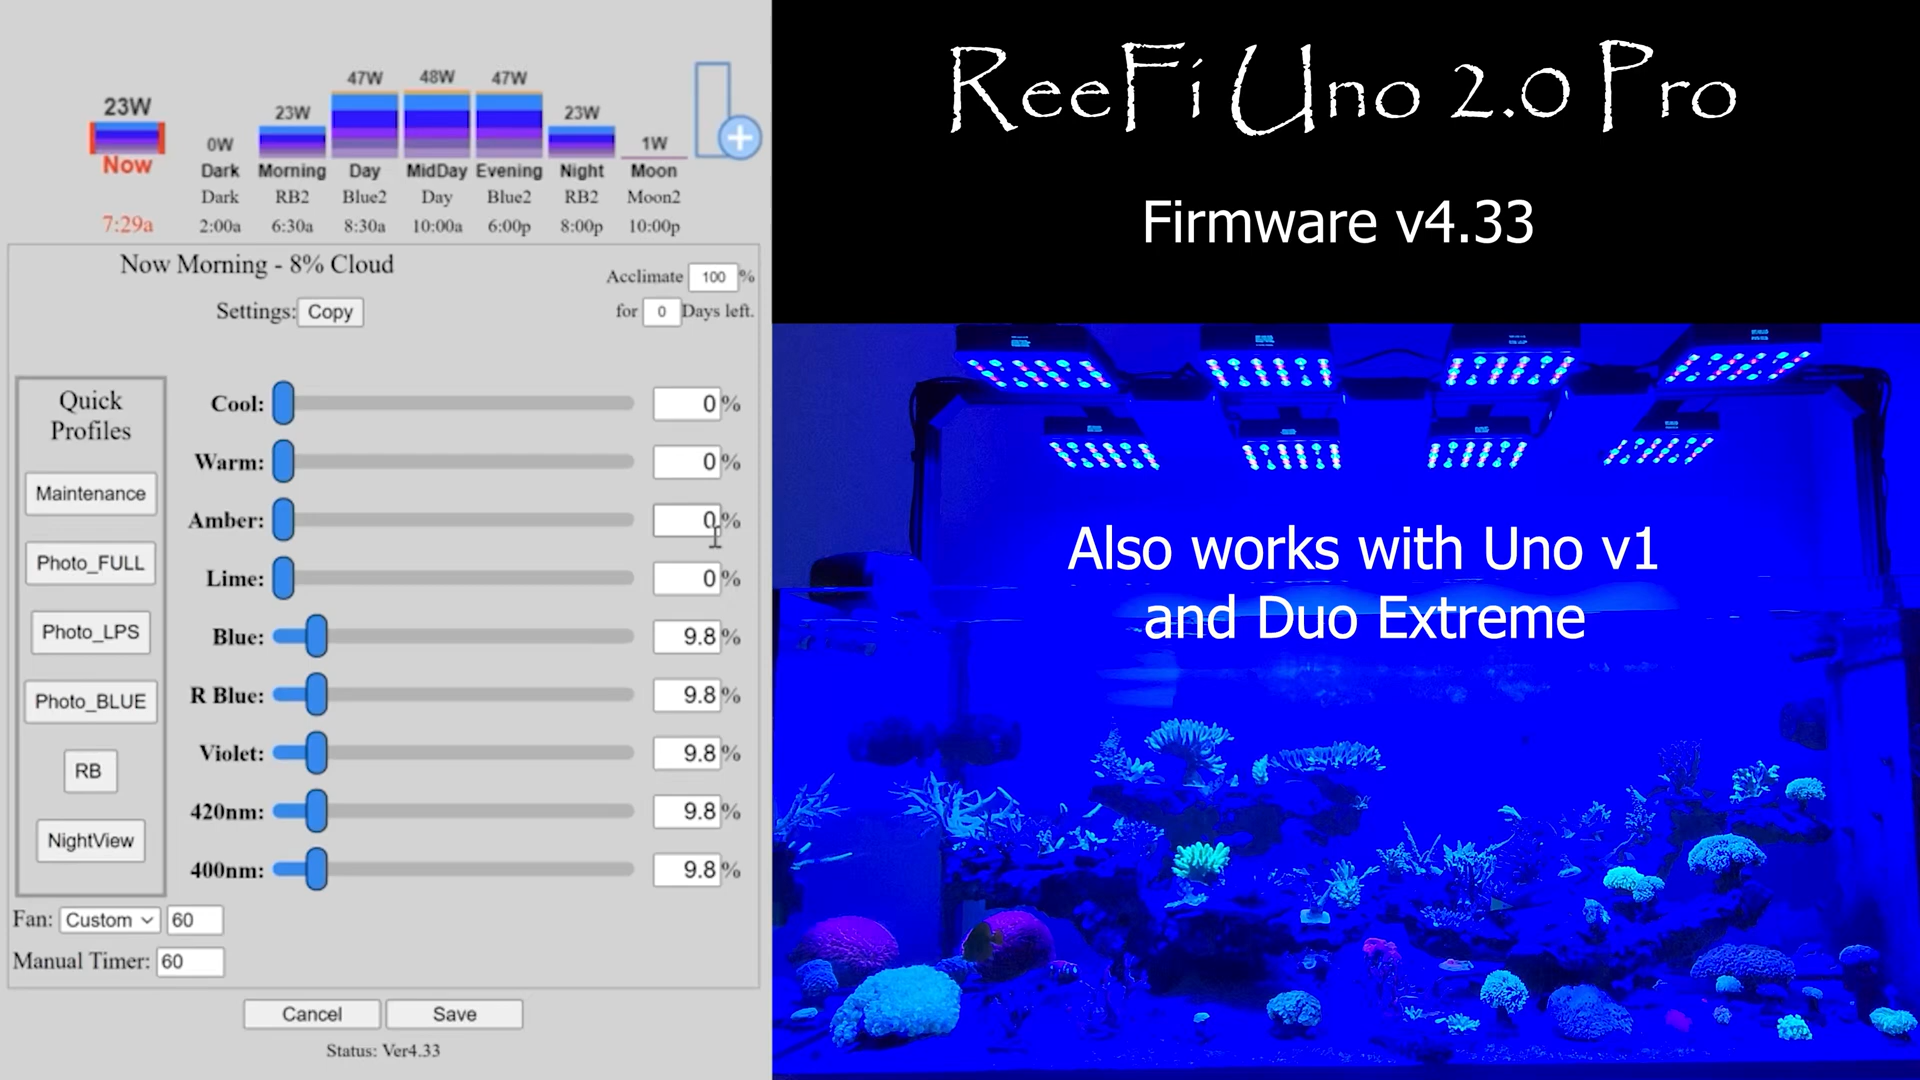 47W 48W 47W
23W 23W 23W
0W 1W
Now Dark Morning Day MidDay Evening Night Moon
Dark RB2 Blue2 Day Blue2 RB2 Moon2
7:29a 2:00a 6:30a 8:30a 10:00a 6:00p 8:00p 10:00p
Now Morning - 8% Cloud
Acclimate 100 %
Settings: Copy
for 0 Days left.
Quick
Profiles
Maintenance
Photo_FULL
Photo_LPS
Photo_BLUE
RB
NightView
Cool: 0 %
Warm: 0 %
Amber: 0 %
Lime: 0 %
Blue: 9.8 %
R Blue: 9.8 %
Violet: 9.8 %
420nm: 9.8 %
400nm: 9.8 %
Fan: Custom 60
Manual Timer: 60
Cancel Save
Status: Ver4.33
ReeFi Uno 2.0 Pro
Firmware v4.33
Also works with Uno v1
and Duo Extreme